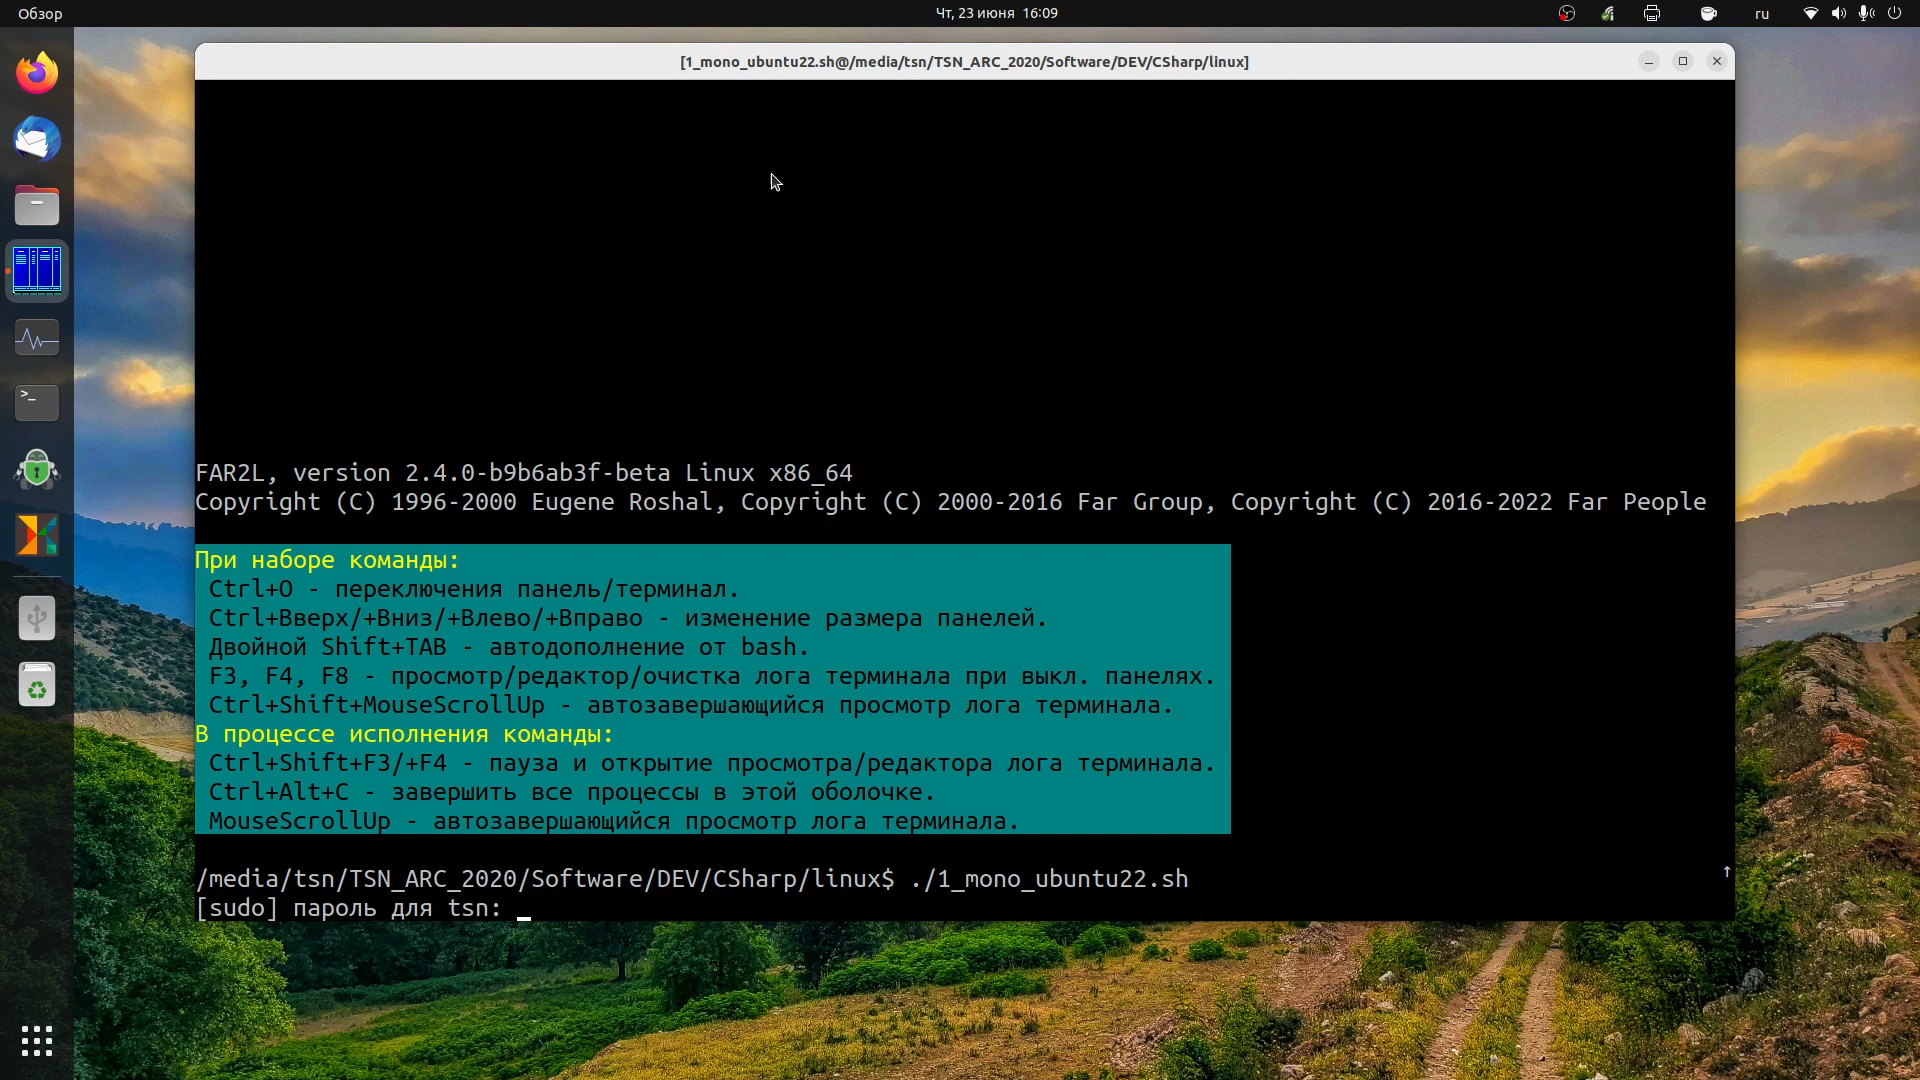 Обзор
Чт, 23 июня 16:09
ru
[1_mono_ubuntu22.sh@/media/tsn/TSN_ARC_2020/Software/DEV/CSharp/linux]
FAR2L, version 2.4.0-b9b6ab3f-beta Linux x86_64
Copyright (C) 1996-2000 Eugene Roshal, Copyright (C) 2000-2016 Far Group, Copyright (C) 2016-2022 Far People
При наборе команды:
Ctrl+O - переключения панель/терминал.
Ctrl+Вверх/+Вниз/+Влево/+Вправо - изменение размера панелей.
Двойной Shift+TAB - автодополнение от bash.
F3, F4, F8 - просмотр/редактор/очистка лога терминала при выкл. панелях.
Ctrl+Shift+MouseScrollUp - автозавершающийся просмотр лога терминала.
В процессе исполнения команды:
Ctrl+Shift+F3/+F4 - пауза и открытие просмотра/редактора лога терминала.
Ctrl+Alt+C - завершить все процессы в этой оболочке.
MouseScrollUp - автозавершающийся просмотр лога терминала.
/media/tsn/TSN_ARC_2020/Software/DEV/CSharp/linux$ ./1_mono_ubuntu22.sh
[sudo] пароль для tsn: